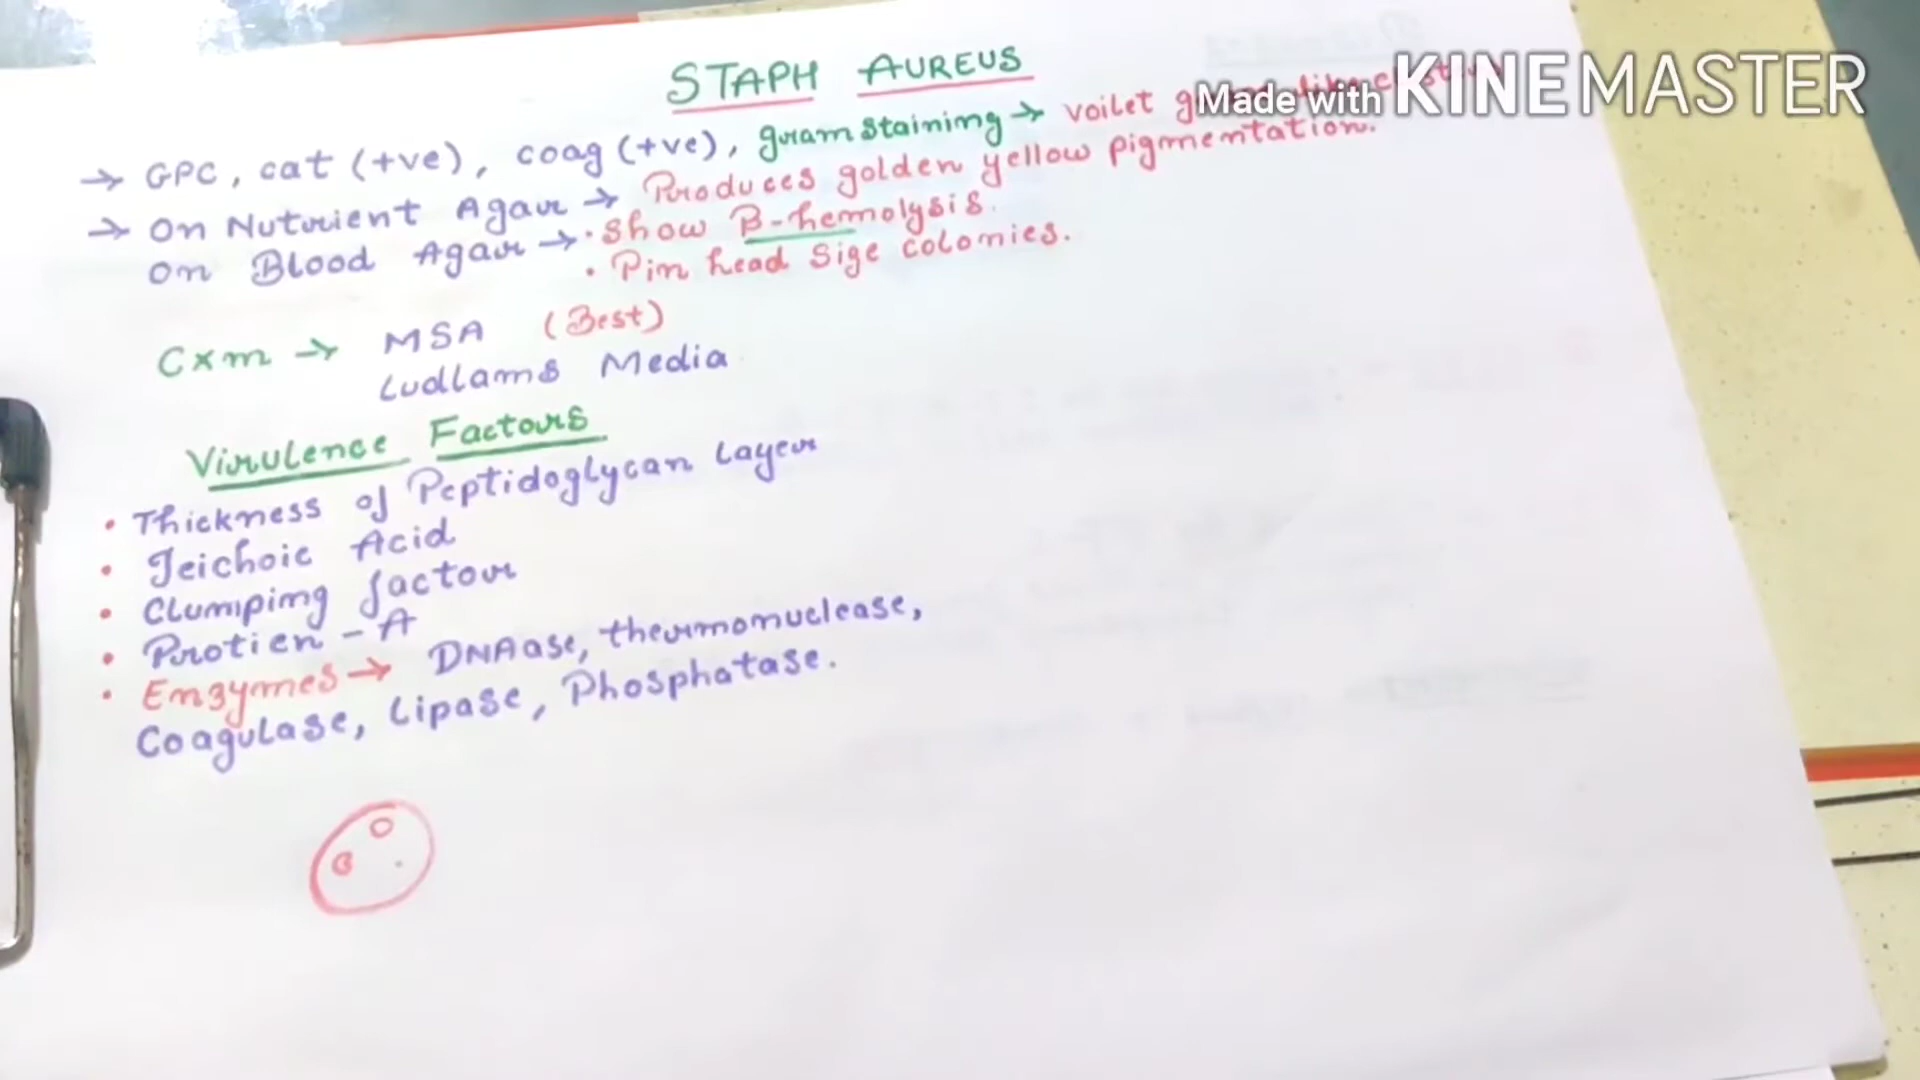 STAPH AUREUS
Made with KINEMASTER
→ GPC, cat (+ve), coag (+ve), gram staining → voilet
→ On Nutrient Agar → Produces golden yellow pigmentation.
On Blood Agar → • Show B-hemolysis.
• Pin head Size colonies.
Cxm → MSA (Best)
Ludlams Media
Virulence Factors
• Thickness of Peptidoglycan Layer
• Teichoic Acid
• Clumping factor
• Protien - A
• Enzymes → DNAase, thermonuclease,
Coagulase, Lipase, Phosphatase.